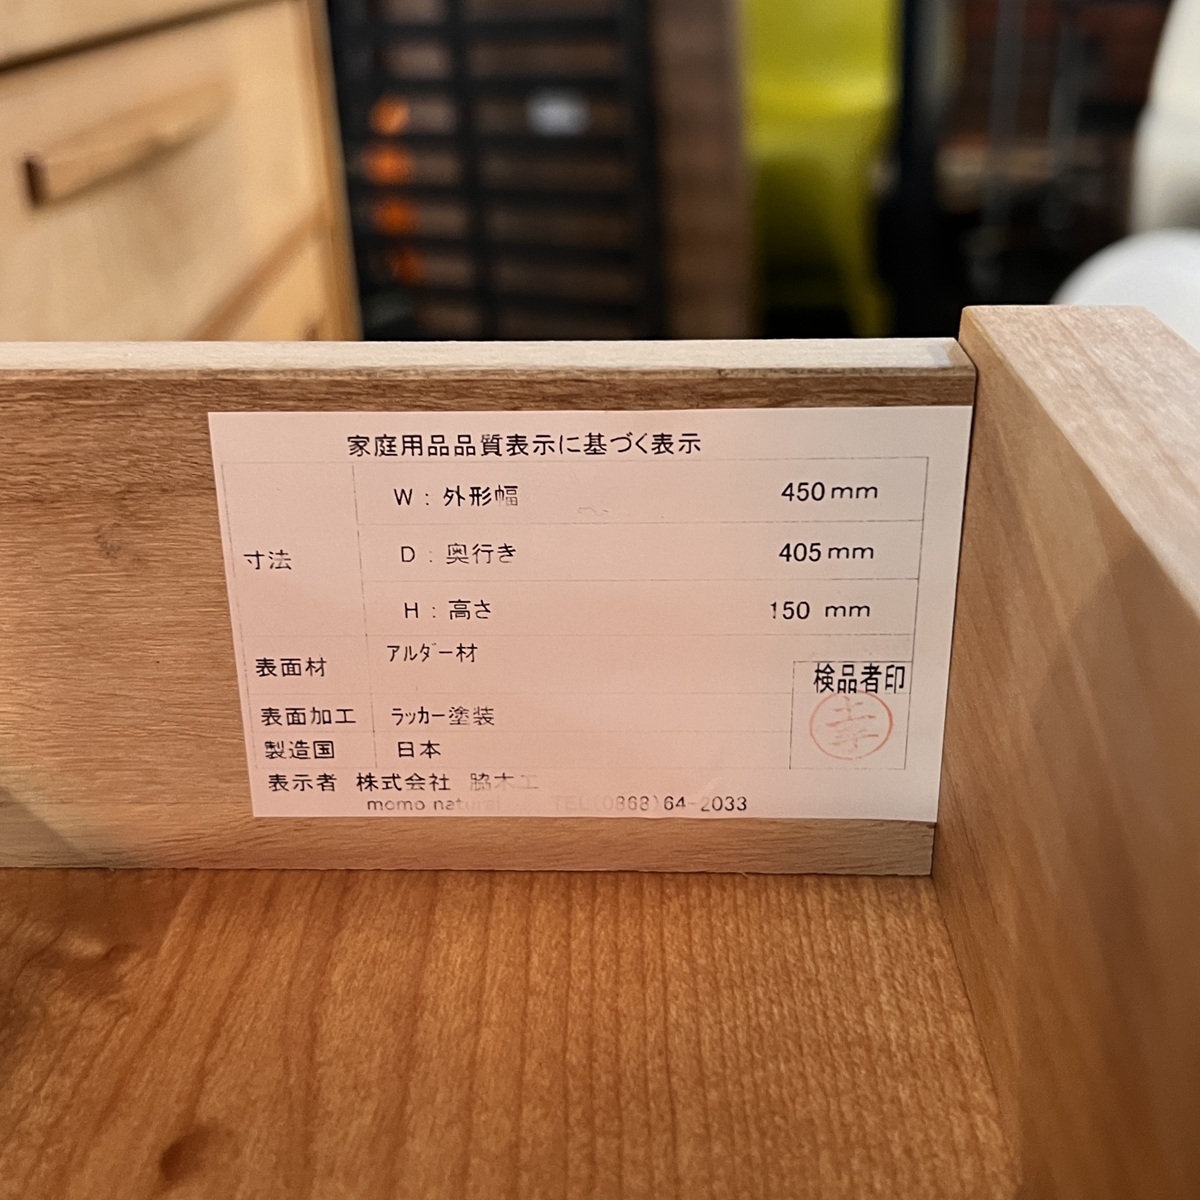 家庭用品品質表示に基づく表示
寸法
W：外形幅 450mm
D：奥行き 405mm
H：高さ 150 mm
表面材 アルダー材
検品者印
表面加工 ラッカー塗装
製造国 日本
表示者 株式会社 脇木工
momo natural TEL(0868)64-2033